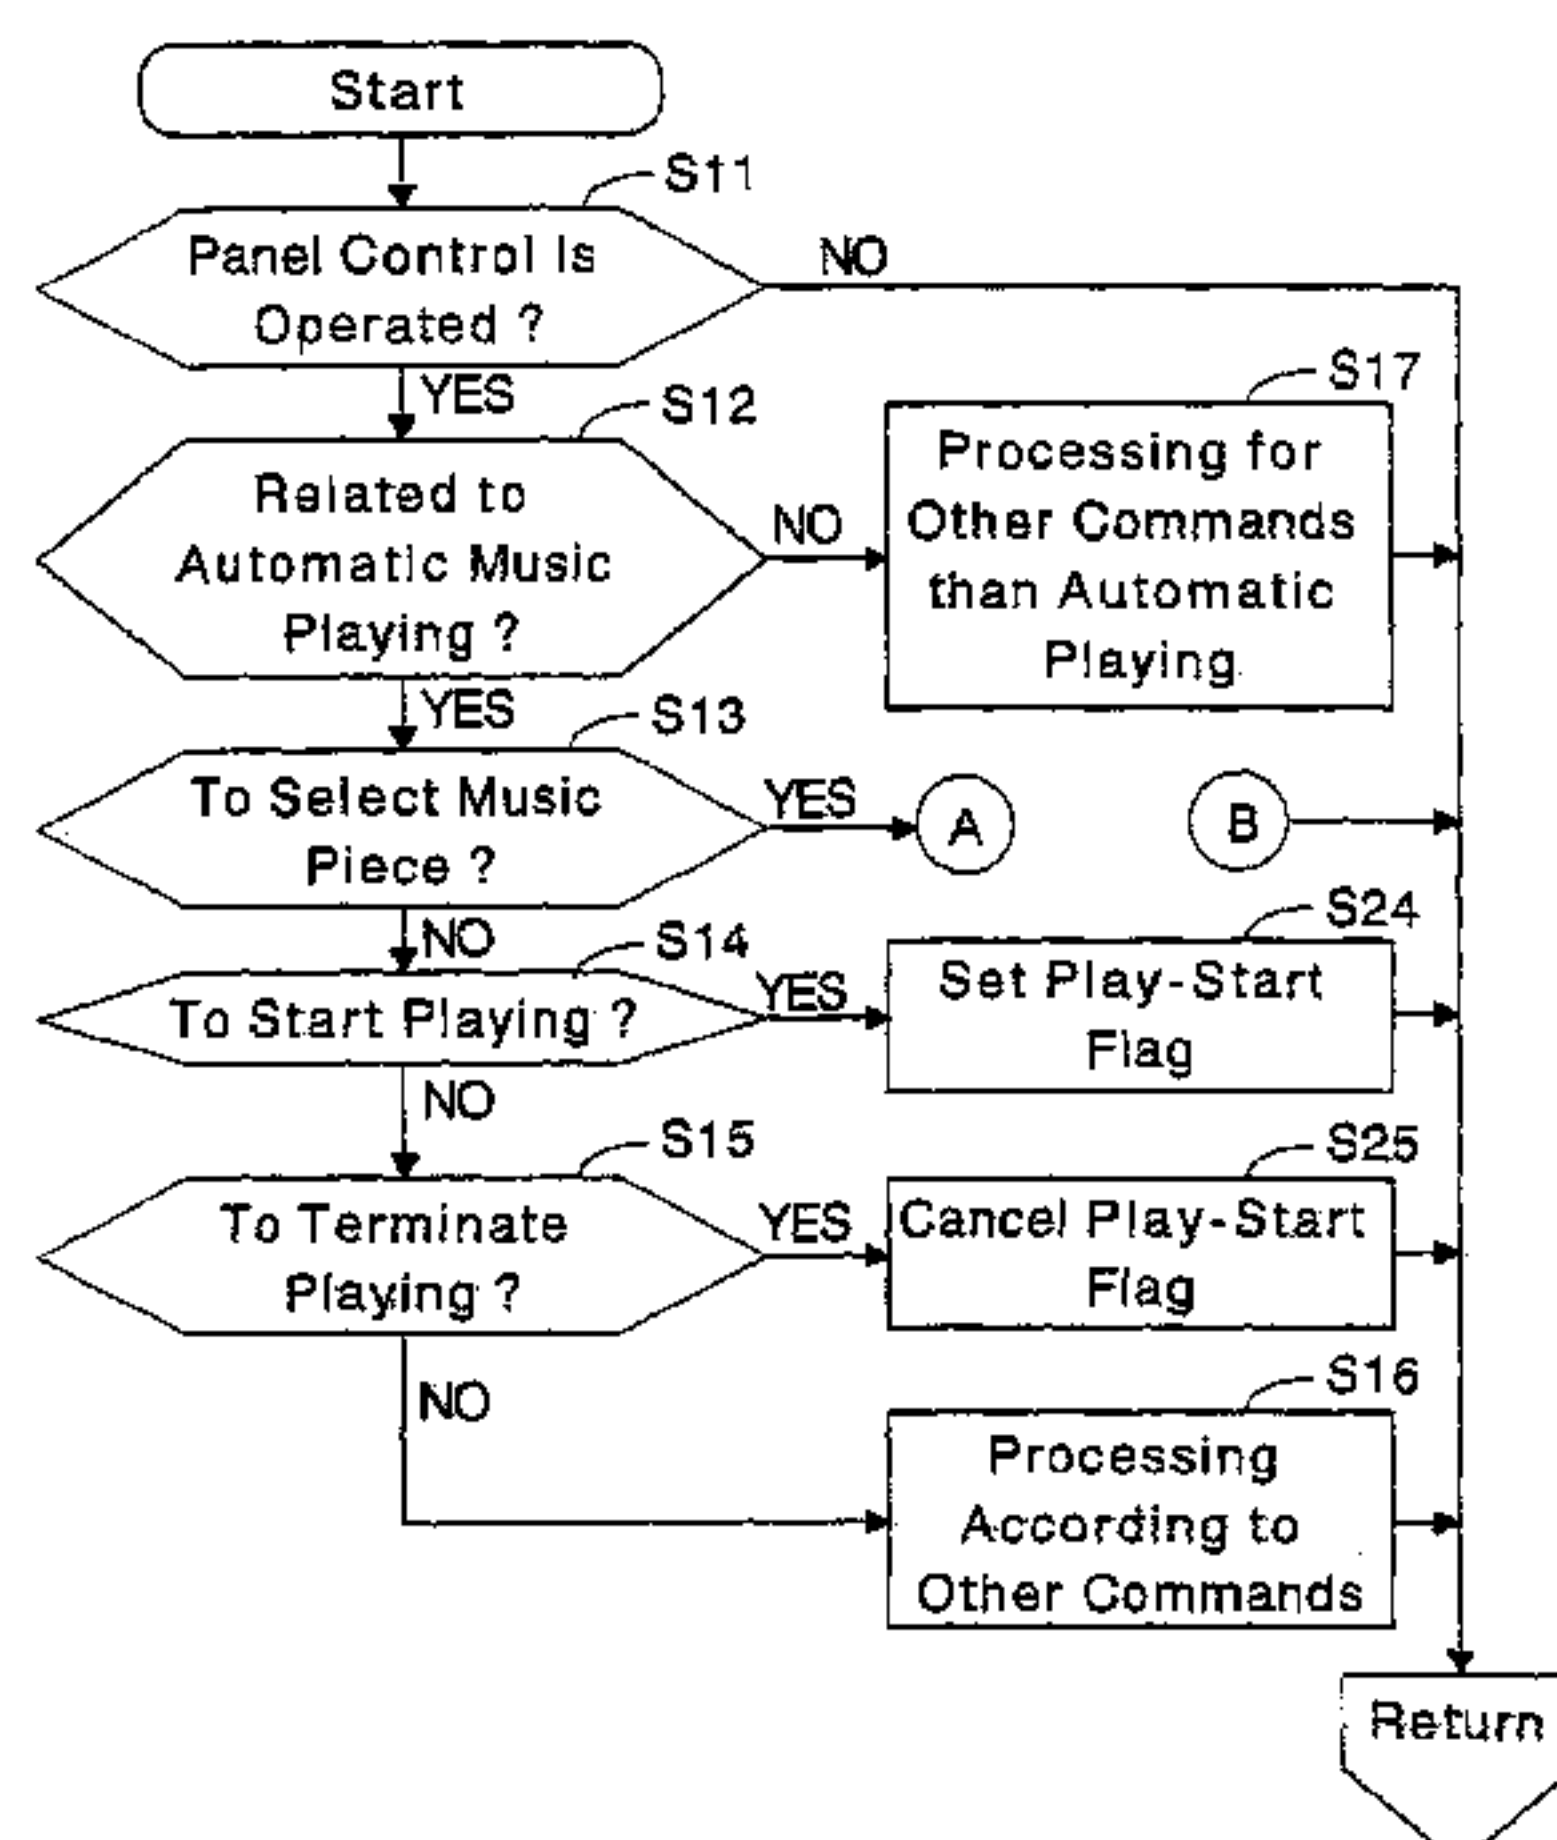 Start
S11
Panel Control Is
Operated ?
NO
YES
S12
Related to
Automatic Music
Playing ?
NO
S17
Processing for
Other Commands
than Automatic
Playing
YES
S13
To Select Music
Piece ?
YES
A
B
NO
S14
To Start Playing ?
YES
S24
Set Play-Start
Flag
NO
S15
To Terminate
Playing ?
YES
S25
Cancel Play-Start
Flag
NO
S16
Processing
According to
Other Commands
Return